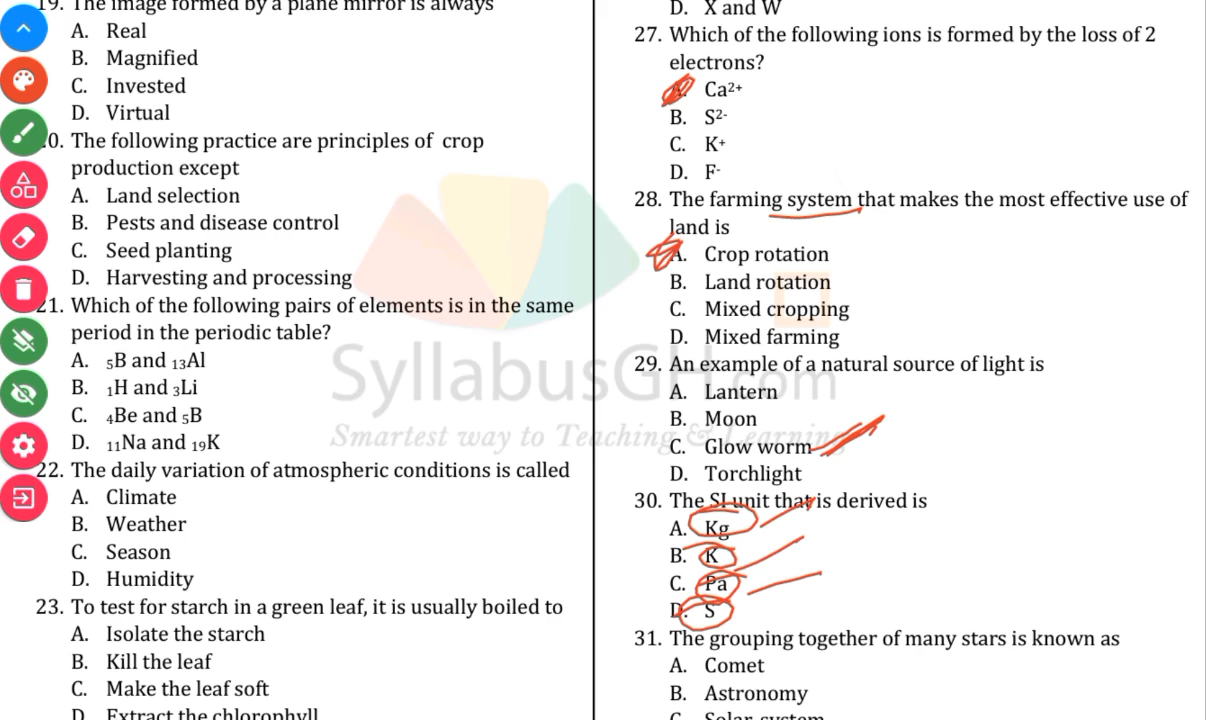 19. The image formed by a plane mirror is always
A. Real
B. Magnified
C. Invested
D. Virtual
20. The following practice are principles of crop
production except
A. Land selection
B. Pests and disease control
C. Seed planting
D. Harvesting and processing
21. Which of the following pairs of elements is in the same
period in the periodic table?
A. ₅B and ₁₃Al
B. ₁H and ₃Li
C. ₄Be and ₅B
D. ₁₁Na and ₁₉K
22. The daily variation of atmospheric conditions is called
A. Climate
B. Weather
C. Season
D. Humidity
23. To test for starch in a green leaf, it is usually boiled to
A. Isolate the starch
B. Kill the leaf
C. Make the leaf soft
D. Extract the chlorophyll
D. X and W
27. Which of the following ions is formed by the loss of 2
electrons?
A. Ca²⁺
B. S²⁻
C. K⁺
D. F⁻
28. The farming system that makes the most effective use of
land is
A. Crop rotation
B. Land rotation
C. Mixed cropping
D. Mixed farming
29. An example of a natural source of light is
A. Lantern
B. Moon
C. Glow worm
D. Torchlight
30. The SI unit that is derived is
A. Kg
B. K
C. Pa
D. S
31. The grouping together of many stars is known as
A. Comet
B. Astronomy
C. Solar system
SyllabusGH.com
Smartest way to Teaching & Learning